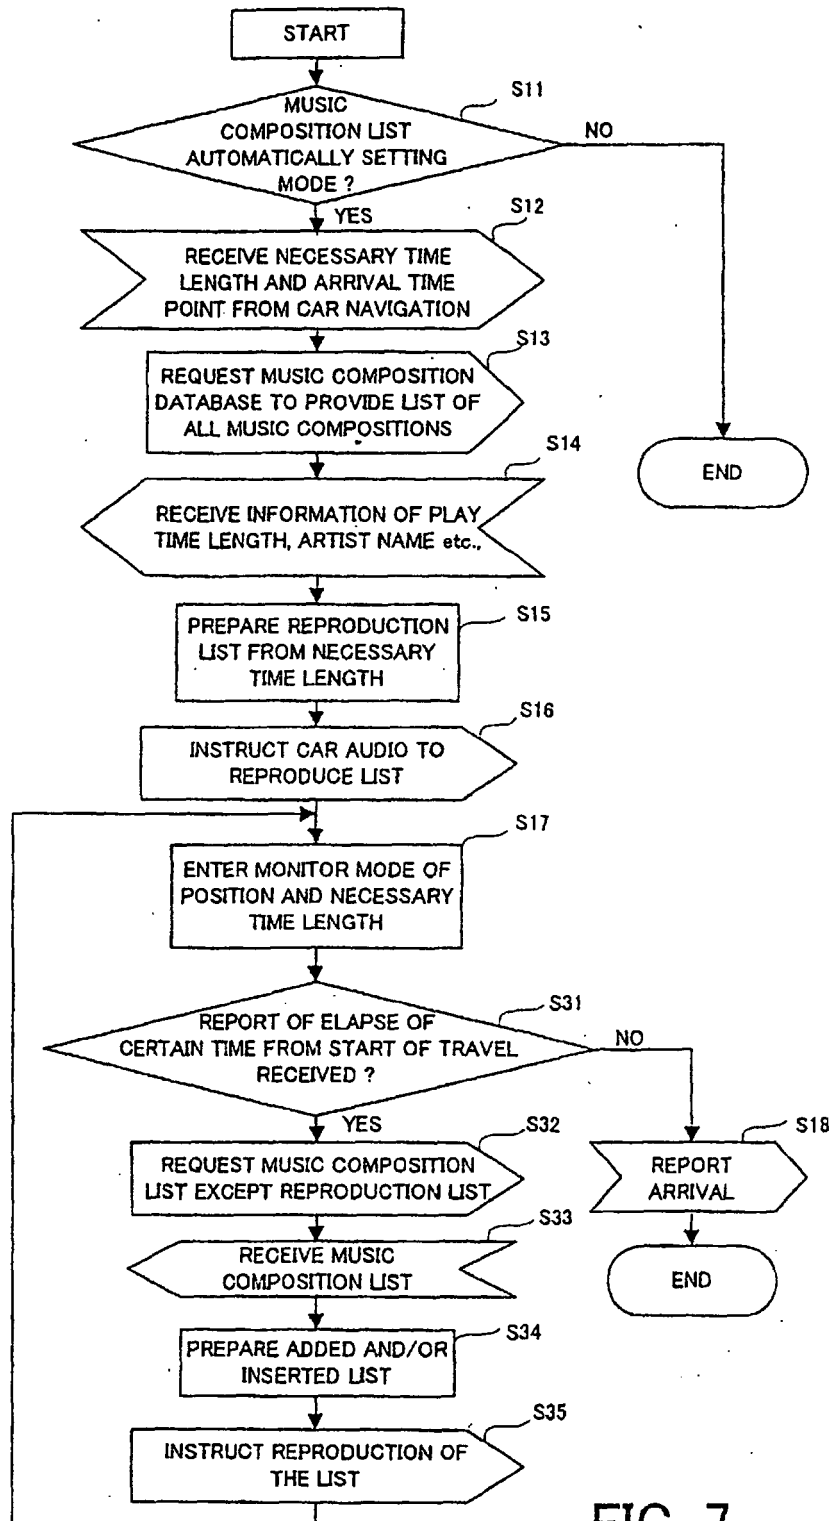 START
S11
MUSIC
COMPOSITION LIST
AUTOMATICALLY SETTING
MODE ?
NO
YES
S12
RECEIVE NECESSARY TIME
LENGTH AND ARRIVAL TIME
POINT FROM CAR NAVIGATION
S13
REQUEST MUSIC COMPOSITION
DATABASE TO PROVIDE LIST OF
ALL MUSIC COMPOSITIONS
END
S14
RECEIVE INFORMATION OF PLAY
TIME LENGTH, ARTIST NAME etc.,
S15
PREPARE REPRODUCTION
LIST FROM NECESSARY
TIME LENGTH
S16
INSTRUCT CAR AUDIO TO
REPRODUCE LIST
S17
ENTER MONITOR MODE OF
POSITION AND NECESSARY
TIME LENGTH
S31
REPORT OF ELAPSE OF
CERTAIN TIME FROM START OF TRAVEL
RECEIVED ?
NO
YES
S32
REQUEST MUSIC COMPOSITION
LIST EXCEPT REPRODUCTION LIST
S18
REPORT
ARRIVAL
S33
RECEIVE MUSIC
COMPOSITION LIST
END
S34
PREPARE ADDED AND/OR
INSERTED LIST
S35
INSTRUCT REPRODUCTION OF
THE LIST
FIG. 7